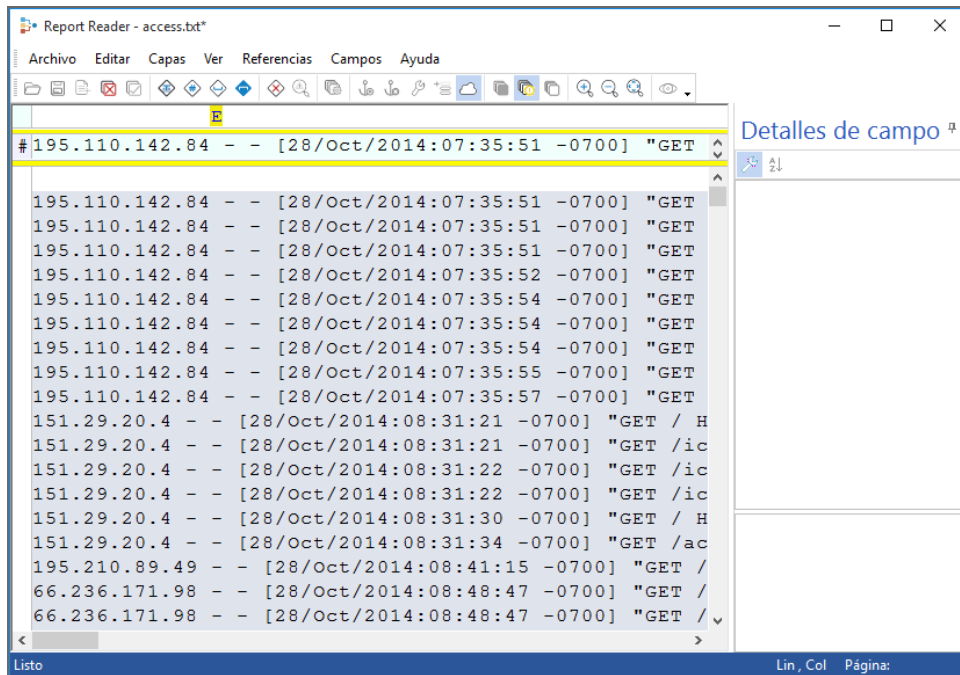 Report Reader - access.txt*
Archivo Editar Capas Ver Referencias Campos Ayuda
E
Detalles de campo
#195.110.142.84 - - [28/Oct/2014:07:35:51 -0700] "GET
195.110.142.84 - - [28/Oct/2014:07:35:51 -0700] "GET
195.110.142.84 - - [28/Oct/2014:07:35:51 -0700] "GET
195.110.142.84 - - [28/Oct/2014:07:35:51 -0700] "GET
195.110.142.84 - - [28/Oct/2014:07:35:52 -0700] "GET
195.110.142.84 - - [28/Oct/2014:07:35:54 -0700] "GET
195.110.142.84 - - [28/Oct/2014:07:35:54 -0700] "GET
195.110.142.84 - - [28/Oct/2014:07:35:54 -0700] "GET
195.110.142.84 - - [28/Oct/2014:07:35:55 -0700] "GET
195.110.142.84 - - [28/Oct/2014:07:35:57 -0700] "GET
151.29.20.4 - - [28/Oct/2014:08:31:21 -0700] "GET / H
151.29.20.4 - - [28/Oct/2014:08:31:21 -0700] "GET /ic
151.29.20.4 - - [28/Oct/2014:08:31:22 -0700] "GET /ic
151.29.20.4 - - [28/Oct/2014:08:31:22 -0700] "GET /ic
151.29.20.4 - - [28/Oct/2014:08:31:30 -0700] "GET / H
151.29.20.4 - - [28/Oct/2014:08:31:34 -0700] "GET /ac
195.210.89.49 - - [28/Oct/2014:08:41:15 -0700] "GET /
66.236.171.98 - - [28/Oct/2014:08:48:47 -0700] "GET /
66.236.171.98 - - [28/Oct/2014:08:48:47 -0700] "GET /
Listo Lin , Col Página: